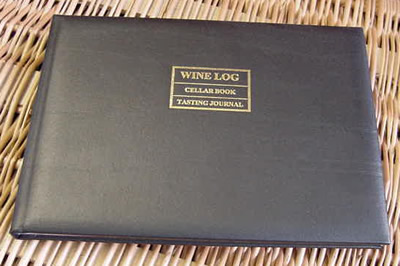 WINE LOG
CELLAR BOOK
TASTING JOURNAL